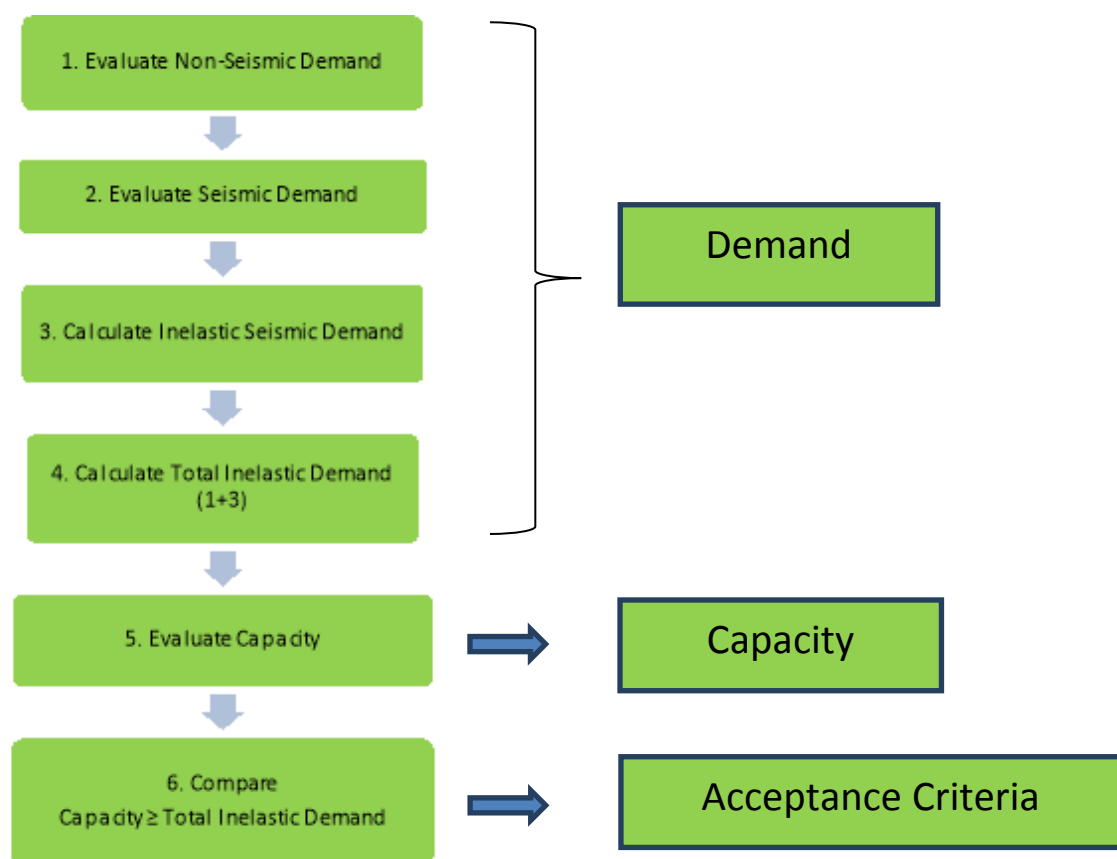 1. Evaluate Non-Seismic Demand
2. Evaluate Seismic Demand
3. Calculate Inelastic Seismic Demand
4. Calculate Total Inelastic Demand
(1+3)
Demand
5. Evaluate Capacity
Capacity
6. Compare
Capacity ≥ Total Inelastic Demand
Acceptance Criteria